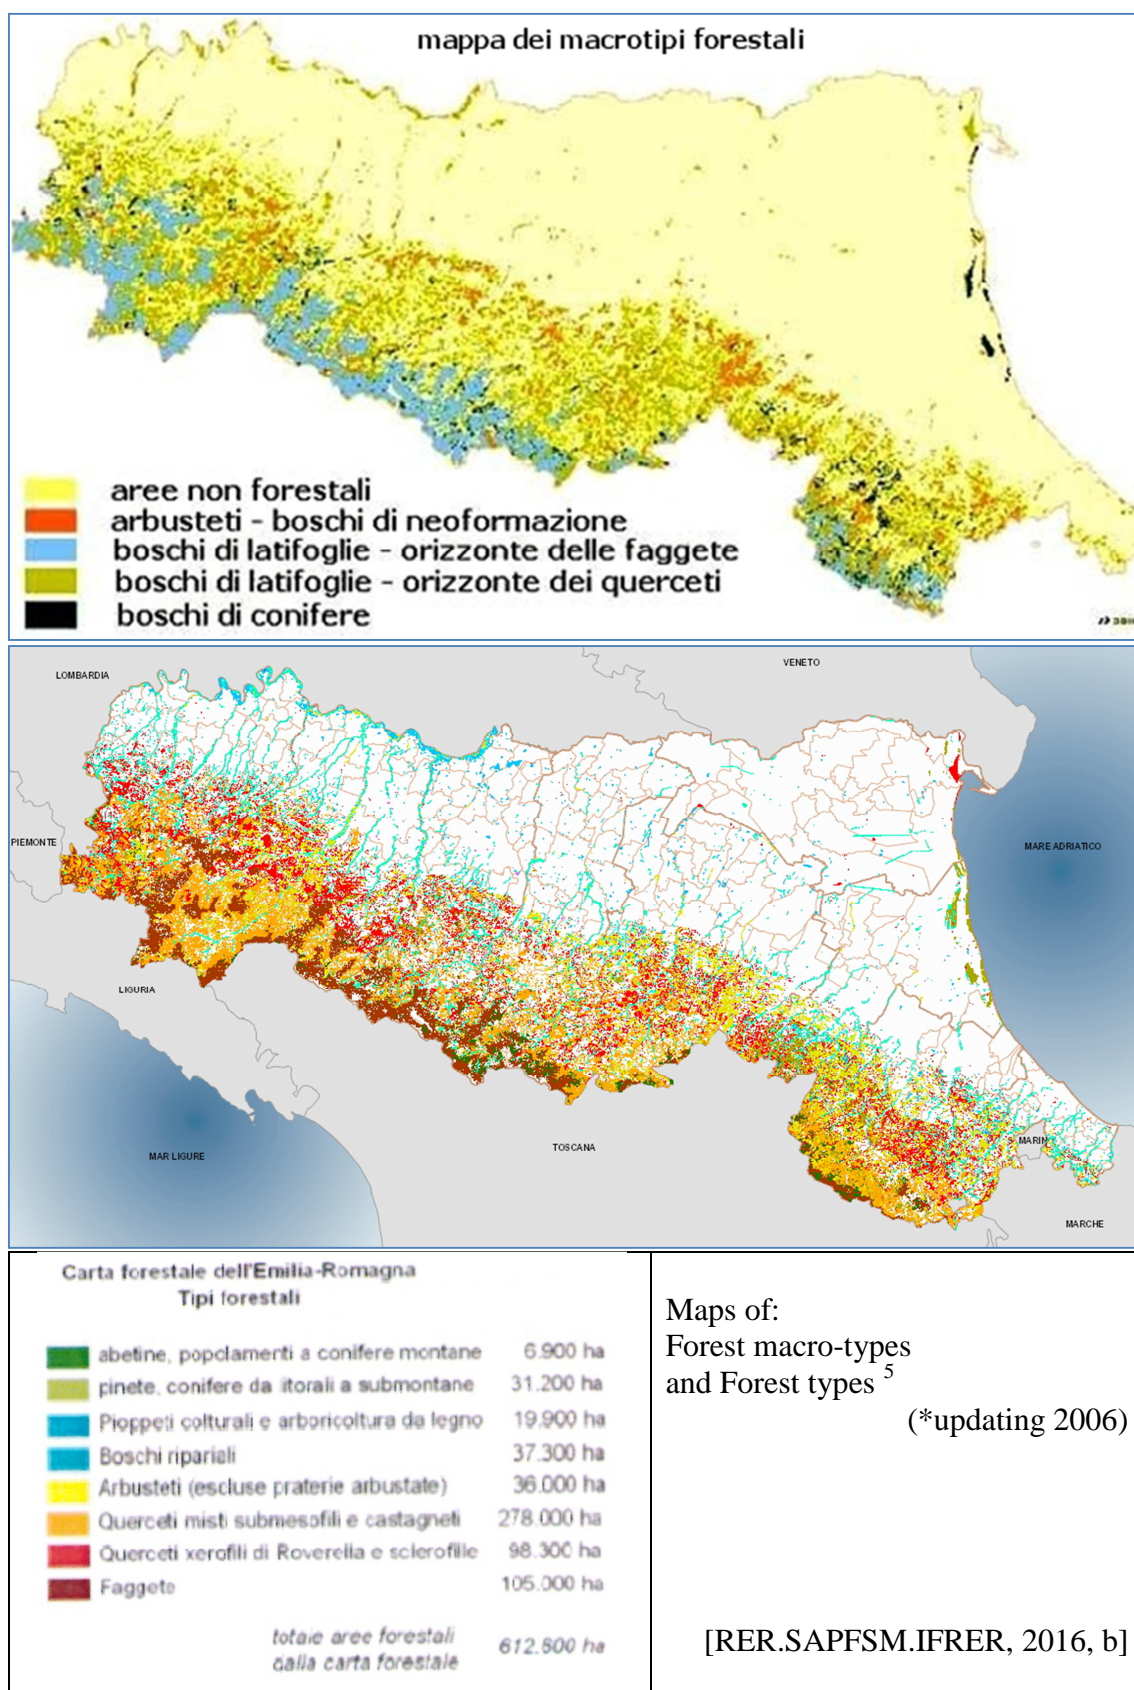 mappa dei macrotipi forestali
aree non forestali
arbusteti - boschi di neoformazione
boschi di latifoglie - orizzonte delle faggete
boschi di latifoglie - orizzonte dei querceti
boschi di conifere
LOMBARDIA
VENETO
PIEMONTE
MARE ADRIATICO
LIGURIA
MAR LIGURE
TOSCANA
MARIN
MARCHE
Carta forestale dell'Emilia-Romagna
Tipi forestali
abetine, popolamenti a conifere montane 6.900 ha
pinete, conifere da litorali a submontane 31.200 ha
Pioppeti colturali e arboricoltura da legno 19.900 ha
Boschi ripariali 37.300 ha
Arbusteti (escluse praterie arbustate) 36.000 ha
Querceti misti submesofili e castagneti 278.000 ha
Querceti xerofili di Roverella e sclerofille 98.300 ha
Faggete 105.000 ha
totale aree forestali
dalla carta forestale 612.600 ha
Maps of:
Forest macro-types
and Forest types 5
(*updating 2006)
[RER.SAPFSM.IFRER, 2016, b]